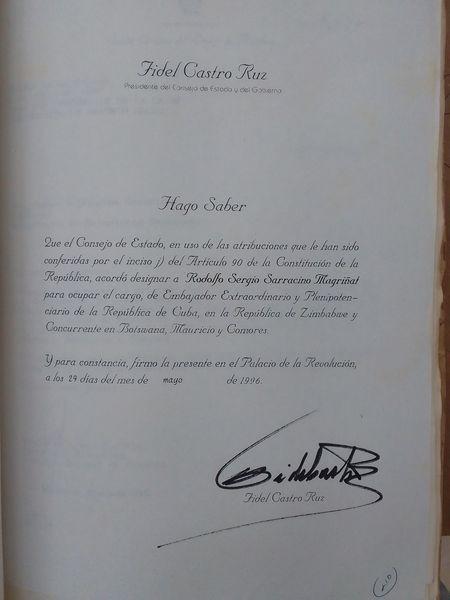 Fidel Castro Ruz
Presidente del Consejo de Estado y del Gobierno
Hago Saber
Que el Consejo de Estado, en uso de las atribuciones que le han sido
conferidas por el inciso j) del Artículo 90 de la Constitución de la
República, acordó designar a Rodolfo Sergio Sarracino Magriñat
para ocupar el cargo, de Embajador Extraordinario y Plenipoten-
ciario de la República de Cuba, en la República de Zimbabwe y
Concurrente en Botswana, Mauricio y Comores.
Y para constancia, firmo la presente en el Palacio de la Revolución,
a los 29 días del mes de mayo de 1996.
Fidel Castro Ruz